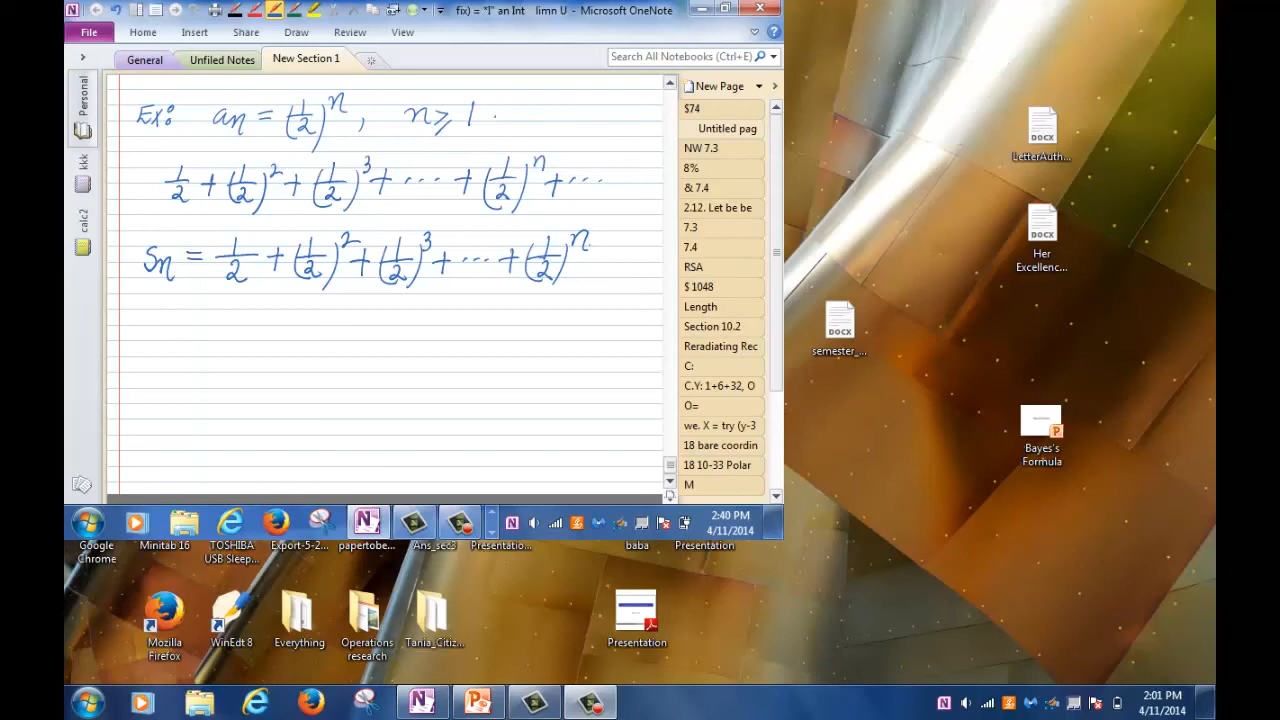 f(x) = "I" an Int limn U - Microsoft OneNote
File Home Insert Share Draw Review View
General Unfiled Notes New Section 1 Search All Notebooks (Ctrl+E)
Personal
kkk
calc2
Ex: an = (1/2)^n, n ≥ 1.
1/2 + (1/2)^2 + (1/2)^3 + ... + (1/2)^n + ...
Sn = 1/2 + (1/2)^2 + (1/2)^3 + ... + (1/2)^n
New Page
$74
Untitled pag
NW 7.3
8%
& 7.4
2.12. Let be be
7.3
7.4
RSA
$ 1048
Length
Section 10.2
Reradiating Rec
C:
C.Y: 1+6+32, O
O=
we. X = try (y-3
18 bare coordin
18 10-33 Polar
M
2:40 PM
4/11/2014
DOCX
LetterAuth...
DOCX
Her
Excellenc...
DOCX
semester_...
Bayes's
Formula
Google
Chrome
Minitab 16
TOSHIBA
USB Sleep...
Export-5-2...
papertobe...
Ans_sec3
Presentatio...
baba
Presentation
Mozilla
Firefox
WinEdt 8
Everything
Operations
research
Tania_Citiz...
Presentation
2:01 PM
4/11/2014